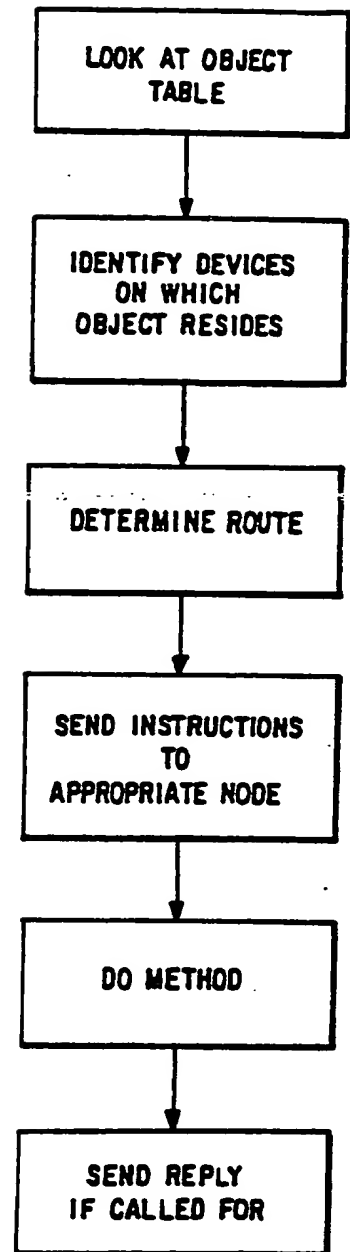 LOOK AT OBJECT
TABLE
IDENTIFY DEVICES
ON WHICH
OBJECT RESIDES
DETERMINE ROUTE
SEND INSTRUCTIONS
TO
APPROPRIATE NODE
DO METHOD
SEND REPLY
IF CALLED FOR